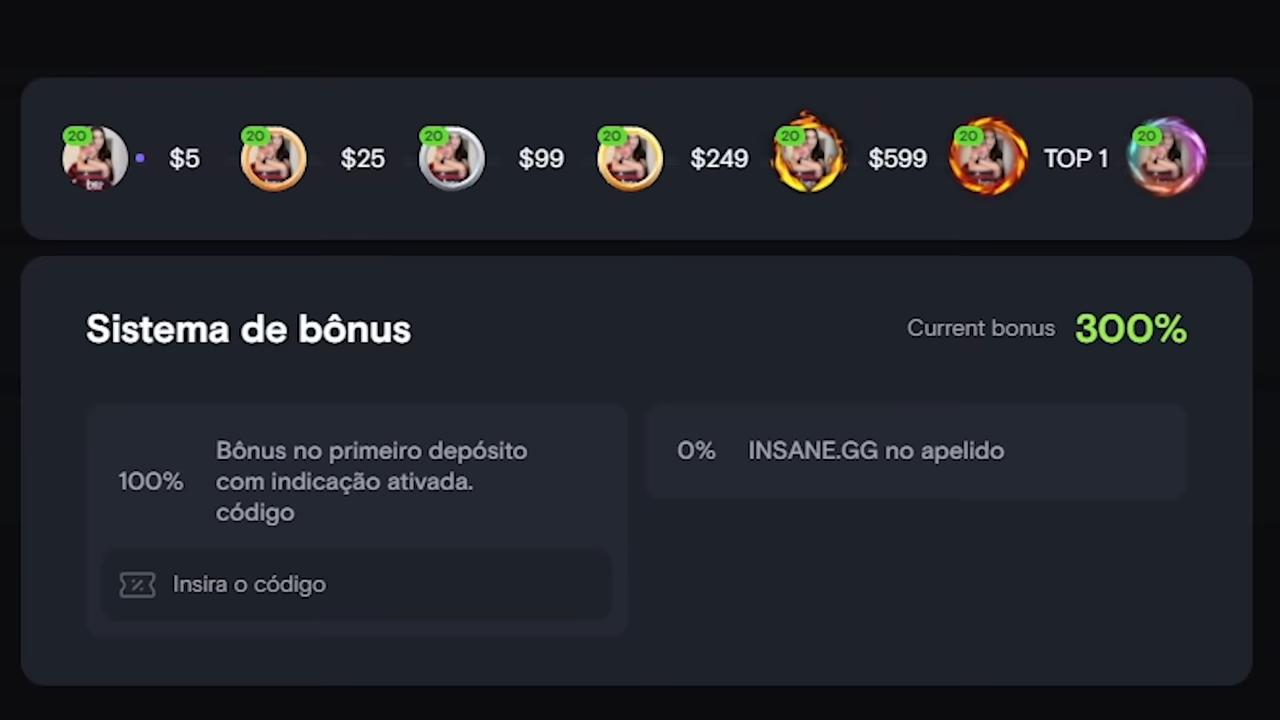 20 $5 20 $25 20 $99 20 $249 20 $599 20 TOP 1 20
Sistema de bônus
Current bonus 300%
100%
Bônus no primeiro depósito
com indicação ativada.
código
Insira o código
0% INSANE.GG no apelido